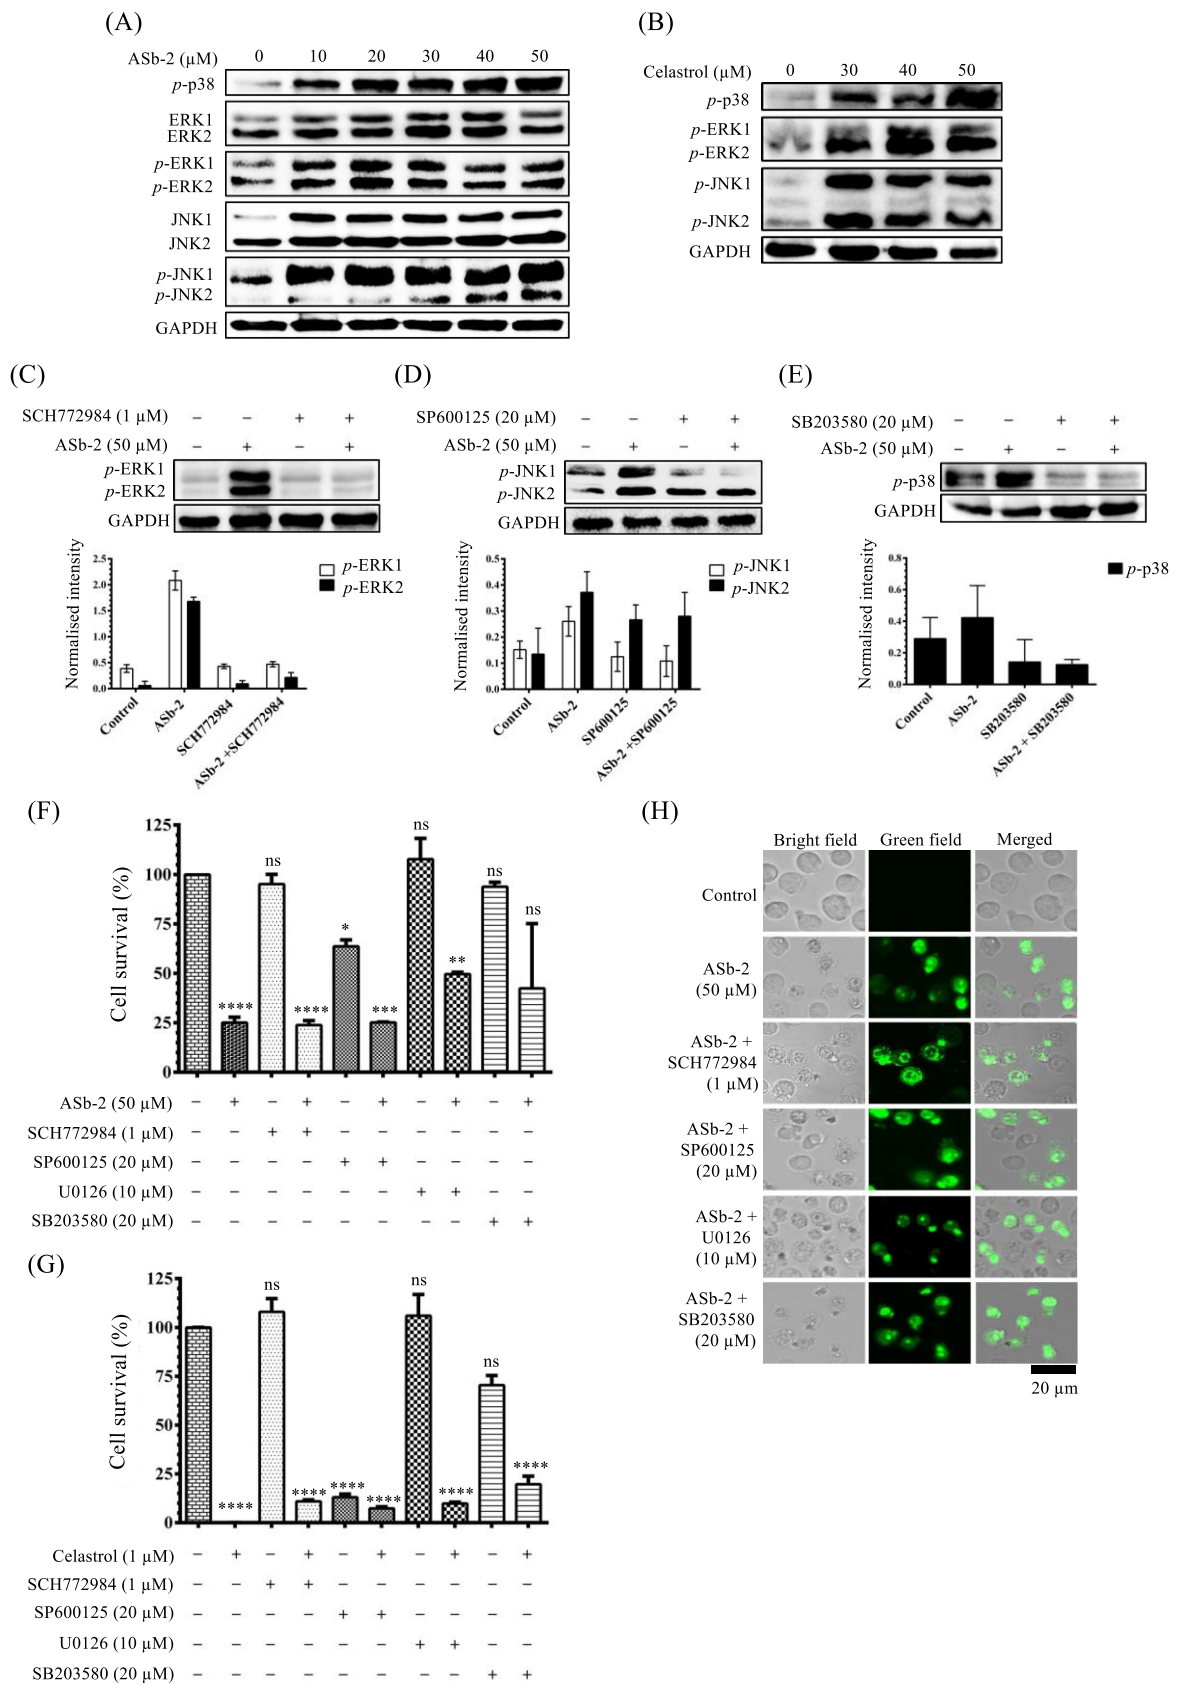 (A)
ASb-2 (µM) 0 10 20 30 40 50
p-p38
ERK1
ERK2
p-ERK1
p-ERK2
JNK1
JNK2
p-JNK1
p-JNK2
GAPDH
(B)
Celastrol (µM) 0 30 40 50
p-p38
p-ERK1
p-ERK2
p-JNK1
p-JNK2
GAPDH
(C)
SCH772984 (1 µM) – – + +
ASb-2 (50 µM) – + – +
p-ERK1
p-ERK2
GAPDH
Normalised intensity
2.5
2.0
1.5
1.0
0.5
0.0
p-ERK1
p-ERK2
Control
ASb-2
SCH772984
ASb-2 +SCH772984
(D)
SP600125 (20 µM) – – + +
ASb-2 (50 µM) – + – +
p-JNK1
p-JNK2
GAPDH
Normalised intensity
0.5
0.4
0.3
0.2
0.1
0.0
p-JNK1
p-JNK2
Control
ASb-2
SP600125
ASb-2 +SP600125
(E)
SB203580 (20 µM) – – + +
ASb-2 (50 µM) – + – +
p-p38
GAPDH
Normalised intensity
0.8
0.6
0.4
0.2
0.0
p-p38
Control
ASb-2
SB203580
ASb-2 + SB203580
(F)
Cell survival (%)
125
100
75
50
25
0
**** ns **** * *** ns ** ns ns
ASb-2 (50 µM) – + – + – + – + – +
SCH772984 (1 µM) – – + + – – – – – –
SP600125 (20 µM) – – – – + + – – – –
U0126 (10 µM) – – – – – – + + – –
SB203580 (20 µM) – – – – – – – – + +
(G)
Cell survival (%)
125
100
75
50
25
0
**** ns **** **** **** ns **** ns ****
Celastrol (1 µM) – + – + – + – + – +
SCH772984 (1 µM) – – + + – – – – – –
SP600125 (20 µM) – – – – + + – – – –
U0126 (10 µM) – – – – – – + + – –
SB203580 (20 µM) – – – – – – – – + +
(H)
Bright field Green field Merged
Control
ASb-2
(50 µM)
ASb-2 +
SCH772984
(1 µM)
ASb-2 +
SP600125
(20 µM)
ASb-2 +
U0126
(10 µM)
ASb-2 +
SB203580
(20 µM)
20 µm